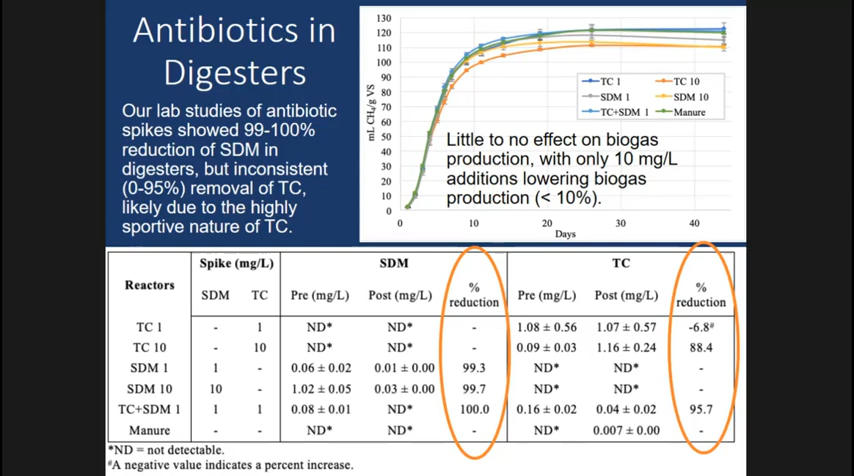 Antibiotics in
Digesters
Our lab studies of antibiotic
spikes showed 99-100%
reduction of SDM in
digesters, but inconsistent
(0-95%) removal of TC,
likely due to the highly
sportive nature of TC.
130
120
110
100
90
80
70
60
50
40
30
20
10
0
mL CH₄/g VS
0 10 20 30 40
Days
TC 1 TC 10
SDM 1 SDM 10
TC+SDM 1 Manure
Little to no effect on biogas
production, with only 10 mg/L
additions lowering biogas
production (< 10%).
Reactors Spike (mg/L) SDM TC
SDM TC Pre (mg/L) Post (mg/L) % reduction Pre (mg/L) Post (mg/L) % reduction
TC 1 - 1 ND* ND* - 1.08 ± 0.56 1.07 ± 0.57 -6.8#
TC 10 - 10 ND* ND* - 0.09 ± 0.03 1.16 ± 0.24 88.4
SDM 1 1 - 0.06 ± 0.02 0.01 ± 0.00 99.3 ND* ND* -
SDM 10 10 - 1.02 ± 0.05 0.03 ± 0.00 99.7 ND* ND* -
TC+SDM 1 1 1 0.08 ± 0.01 ND* 100.0 0.16 ± 0.02 0.04 ± 0.02 95.7
Manure ND* ND* - ND* 0.007 ± 0.00 -
*ND = not detectable.
#A negative value indicates a percent increase.